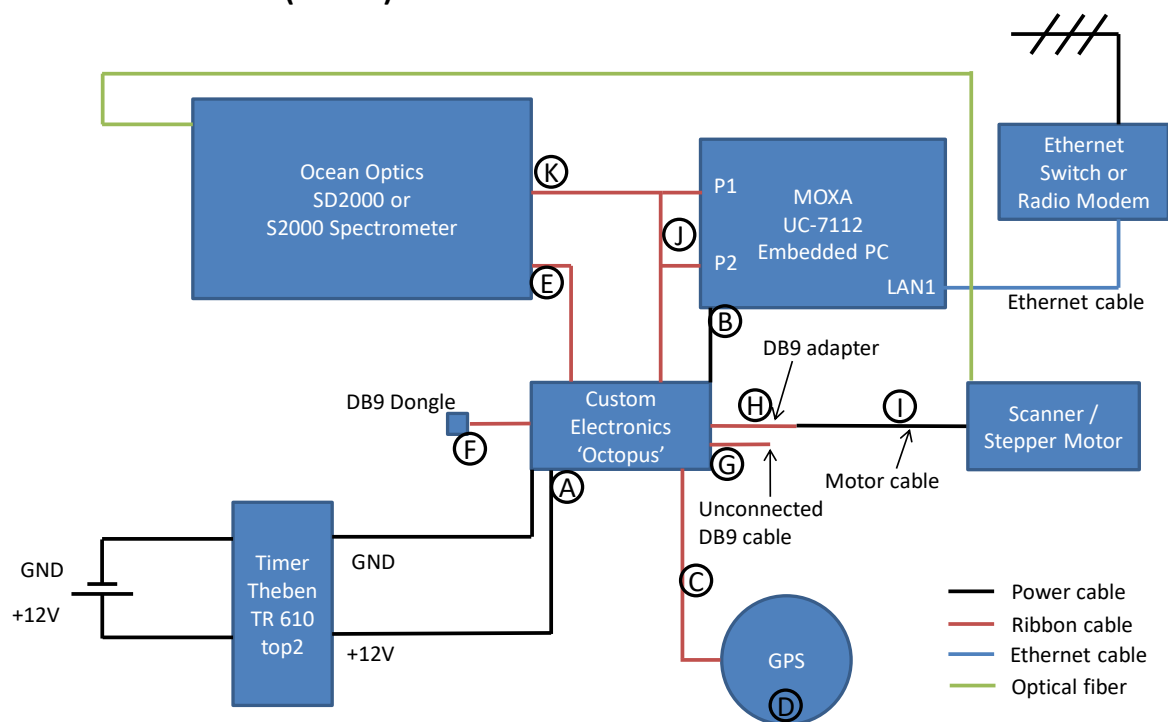 Ocean Optics
SD2000 or
S2000 Spectrometer
K
E
J
P1
P2
MOXA
UC-7112
Embedded PC
LAN1
B
Ethernet
Switch or
Radio Modem
Ethernet cable
DB9 adapter
DB9 Dongle
F
Custom
Electronics
'Octopus'
A
H
G
I
Motor cable
Scanner /
Stepper Motor
Unconnected
DB9 cable
GND
+12V
Timer
Theben
TR 610
top2
GND
+12V
C
GPS
D
Power cable
Ribbon cable
Ethernet cable
Optical fiber